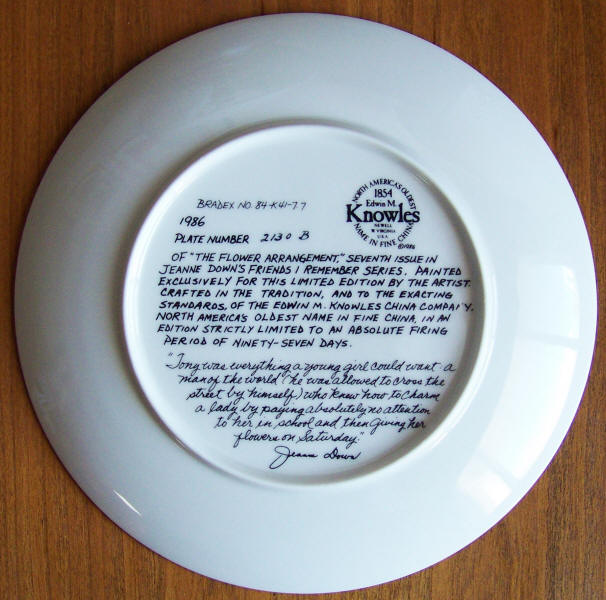 BRADEX NO. 84-K41-7.7
NORTH AMERICA'S OLDEST
1854
Edwin M.
Knowles
NEWELL
W VIRGINIA
U.S.A.
NAME IN FINE CHINA
©1986
1986
PLATE NUMBER 2130 B
OF "THE FLOWER ARRANGEMENT," SEVENTH ISSUE IN
JEANNE DOWN'S FRIENDS I REMEMBER SERIES. PAINTED
EXCLUSIVELY FOR THIS LIMITED EDITION BY THE ARTIST.
CRAFTED IN THE TRADITION, AND TO THE EXACTING
STANDARDS, OF THE EDWIN M. KNOWLES CHINA COMPANY,
NORTH AMERICA'S OLDEST NAME IN FINE CHINA, IN AN
EDITION STRICTLY LIMITED TO AN ABSOLUTE FIRING
PERIOD OF NINETY-SEVEN DAYS.
"Tony was everything a young girl could want: a
man of the world (he was allowed to cross the
street by himself) who knew how to charm
a lady by paying absolutely no attention
to her in school and then giving her
flowers on Saturday."
Jeanne Down